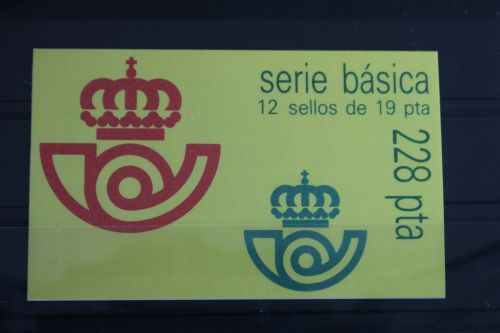 serie básica
12 sellos de 19 pta
228 pta